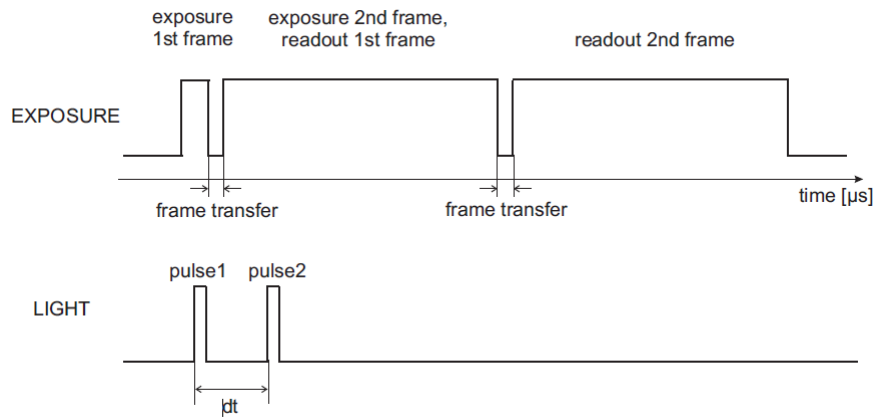 exposure
1st frame
exposure 2nd frame,
readout 1st frame
readout 2nd frame
EXPOSURE
time [µs]
frame transfer
frame transfer
pulse1
pulse2
LIGHT
dt